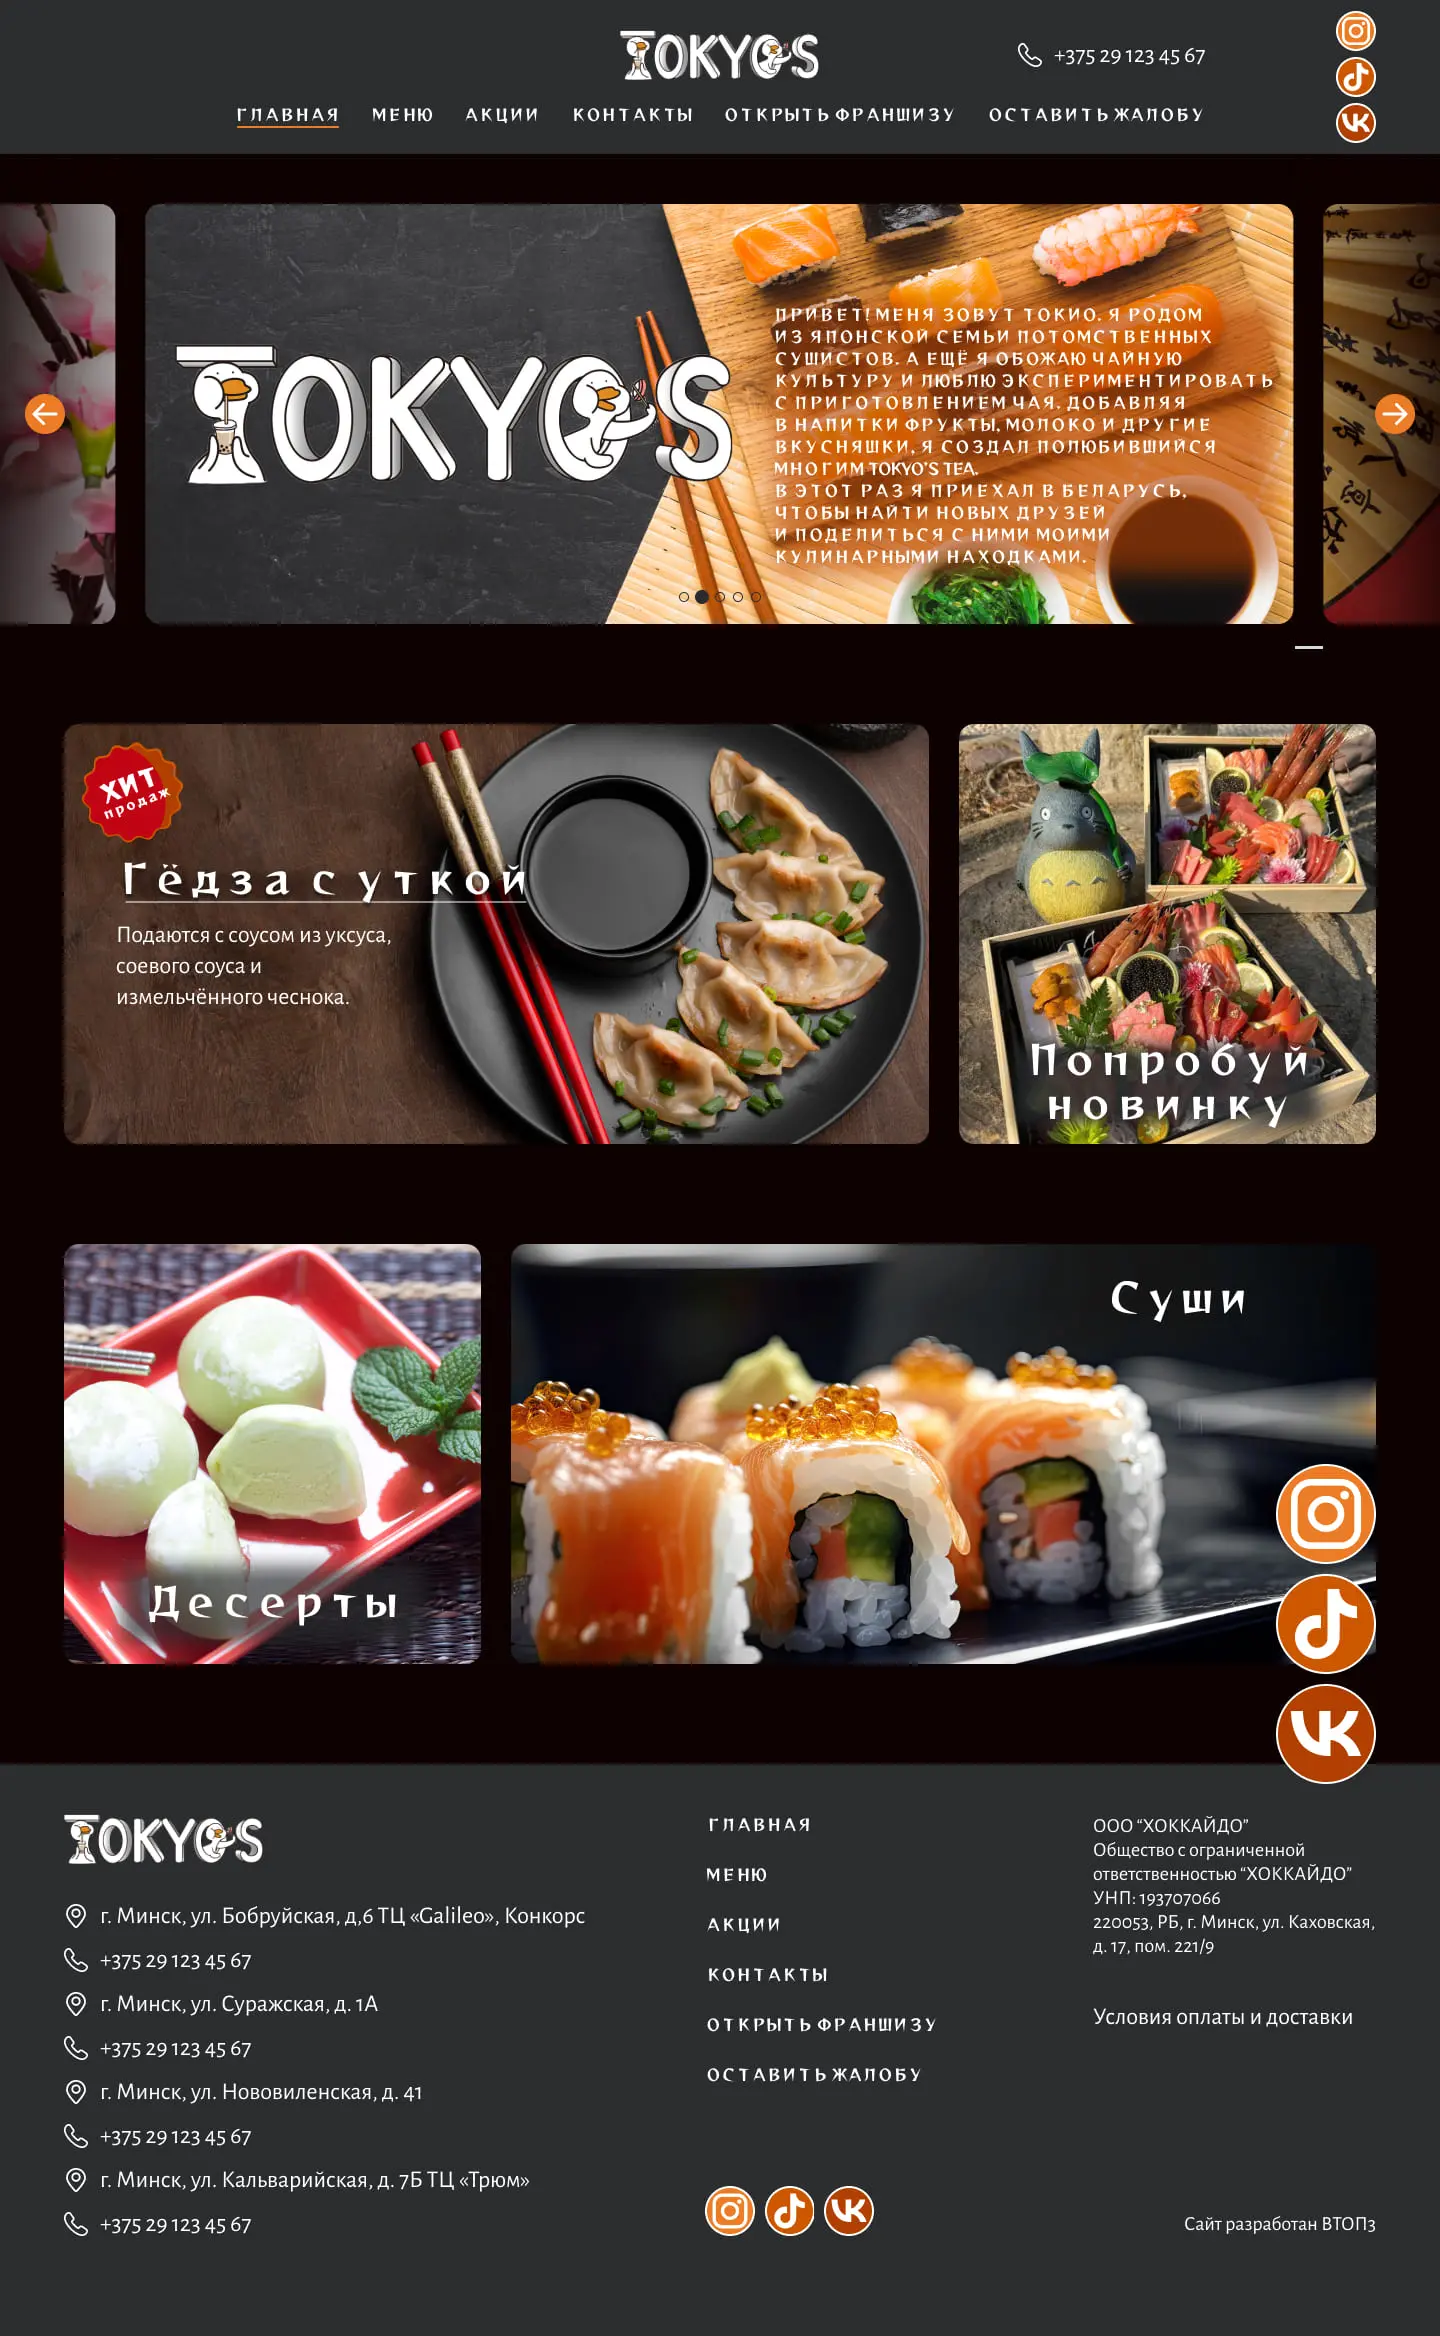 TOKYO'S
+375 29 123 45 67
ГЛАВНАЯ МЕНЮ АКЦИИ КОНТАКТЫ ОТКРЫТЬ ФРАНШИЗУ ОСТАВИТЬ ЖАЛОБУ
TOKYO'S
ПРИВЕТ! МЕНЯ ЗОВУТ ТОКИО. Я РОДОМ
ИЗ ЯПОНСКОЙ СЕМЬИ ПОТОМСТВЕННЫХ
СУШИСТОВ. А ЕЩЁ Я ОБОЖАЮ ЧАЙНУЮ
КУЛЬТУРУ И ЛЮБЛЮ ЭКСПЕРИМЕНТИРОВАТЬ
С ПРИГОТОВЛЕНИЕМ ЧАЯ. ДОБАВЛЯЯ
В НАПИТКИ ФРУКТЫ, МОЛОКО И ДРУГИЕ
ВКУСНЯШКИ, Я СОЗДАЛ ПОЛЮБИВШИЙСЯ
МНОГИМ TOKYO'S TEA.
В ЭТОТ РАЗ Я ПРИЕХАЛ В БЕЛАРУСЬ,
ЧТОБЫ НАЙТИ НОВЫХ ДРУЗЕЙ
И ПОДЕЛИТЬСЯ С НИМИ МОИМИ
КУЛИНАРНЫМИ НАХОДКАМИ.
ХИТ
продаж
Гёдза с уткой
Подаются с соусом из уксуса,
соевого соуса и
измельчённого чеснока.
Попробуй
новинку
Десерты
Суши
TOKYO'S
г. Минск, ул. Бобруйская, д,6 ТЦ «Galileo», Конкорс
+375 29 123 45 67
г. Минск, ул. Суражская, д. 1А
+375 29 123 45 67
г. Минск, ул. Нововиленская, д. 41
+375 29 123 45 67
г. Минск, ул. Кальварийская, д. 7Б ТЦ «Трюм»
+375 29 123 45 67
ГЛАВНАЯ
МЕНЮ
АКЦИИ
КОНТАКТЫ
ОТКРЫТЬ ФРАНШИЗУ
ОСТАВИТЬ ЖАЛОБУ
ООО “ХОККАЙДО”
Общество с ограниченной
ответственностью “ХОККАЙДО”
УНП: 193707066
220053, РБ, г. Минск, ул. Каховская,
д. 17, пом. 221/9
Условия оплаты и доставки
Сайт разработан ВТОП3